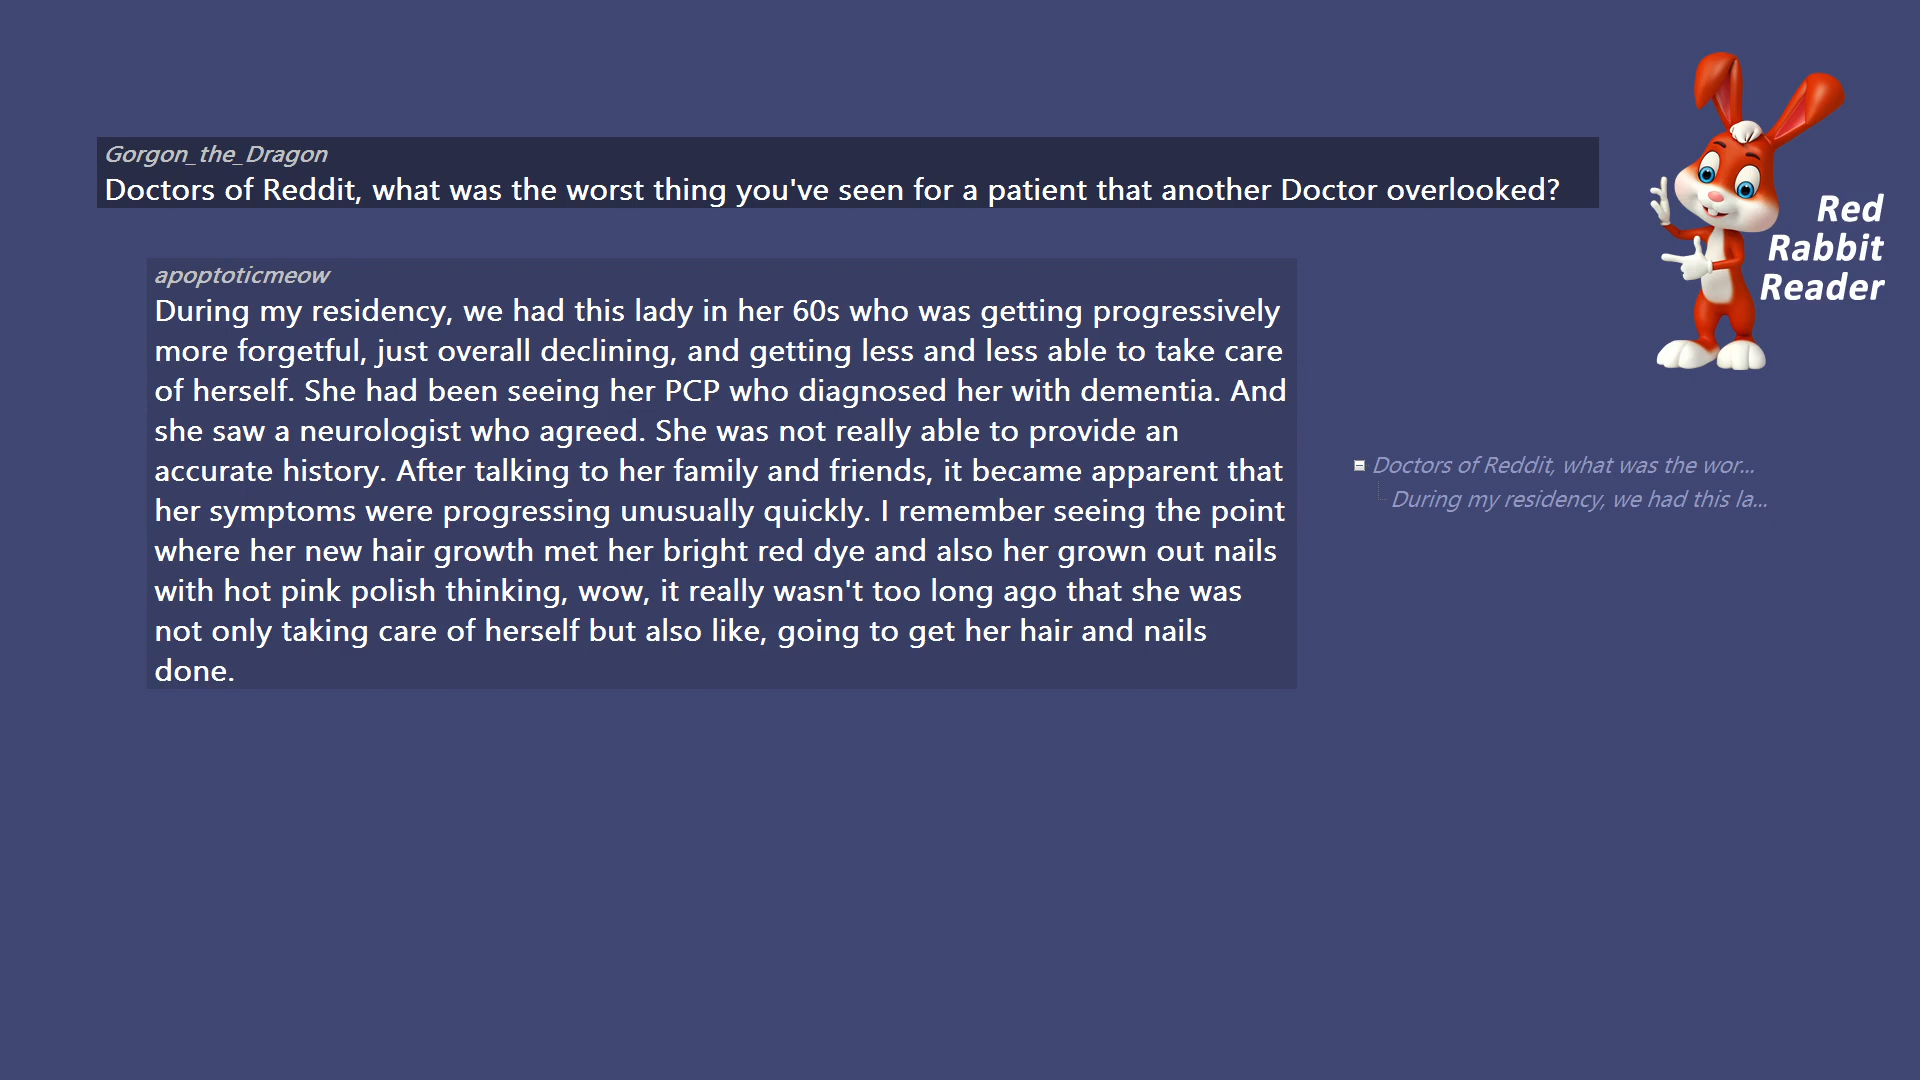 Gorgon_the_Dragon
Doctors of Reddit, what was the worst thing you've seen for a patient that another Doctor overlooked?
apoptoticmeow
During my residency, we had this lady in her 60s who was getting progressively
more forgetful, just overall declining, and getting less and less able to take care
of herself. She had been seeing her PCP who diagnosed her with dementia. And
she saw a neurologist who agreed. She was not really able to provide an
accurate history. After talking to her family and friends, it became apparent that
her symptoms were progressing unusually quickly. I remember seeing the point
where her new hair growth met her bright red dye and also her grown out nails
with hot pink polish thinking, wow, it really wasn't too long ago that she was
not only taking care of herself but also like, going to get her hair and nails
done.
Red
Rabbit
Reader
Doctors of Reddit, what was the wor...
During my residency, we had this la...